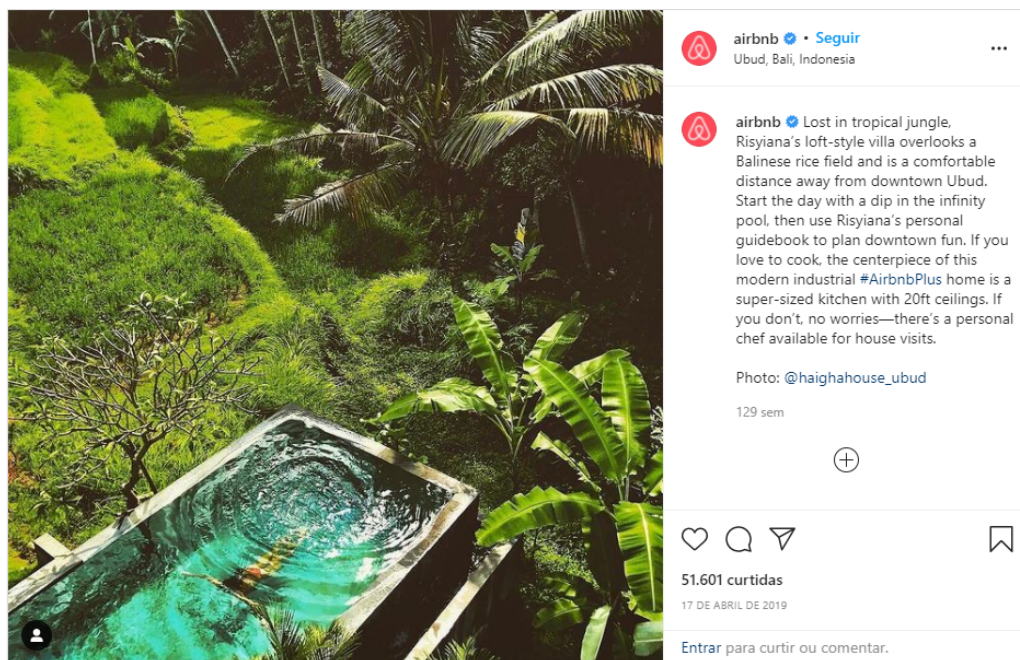 airbnb • Seguir
Ubud, Bali, Indonesia
airbnb Lost in tropical jungle,
Risyiana’s loft-style villa overlooks a
Balinese rice field and is a comfortable
distance away from downtown Ubud.
Start the day with a dip in the infinity
pool, then use Risyiana’s personal
guidebook to plan downtown fun. If you
love to cook, the centerpiece of this
modern industrial #AirbnbPlus home is a
super-sized kitchen with 20ft ceilings. If
you don’t, no worries—there’s a personal
chef available for house visits.
Photo: @haighahouse_ubud
129 sem
51.601 curtidas
17 DE ABRIL DE 2019
Entrar para curtir ou comentar.